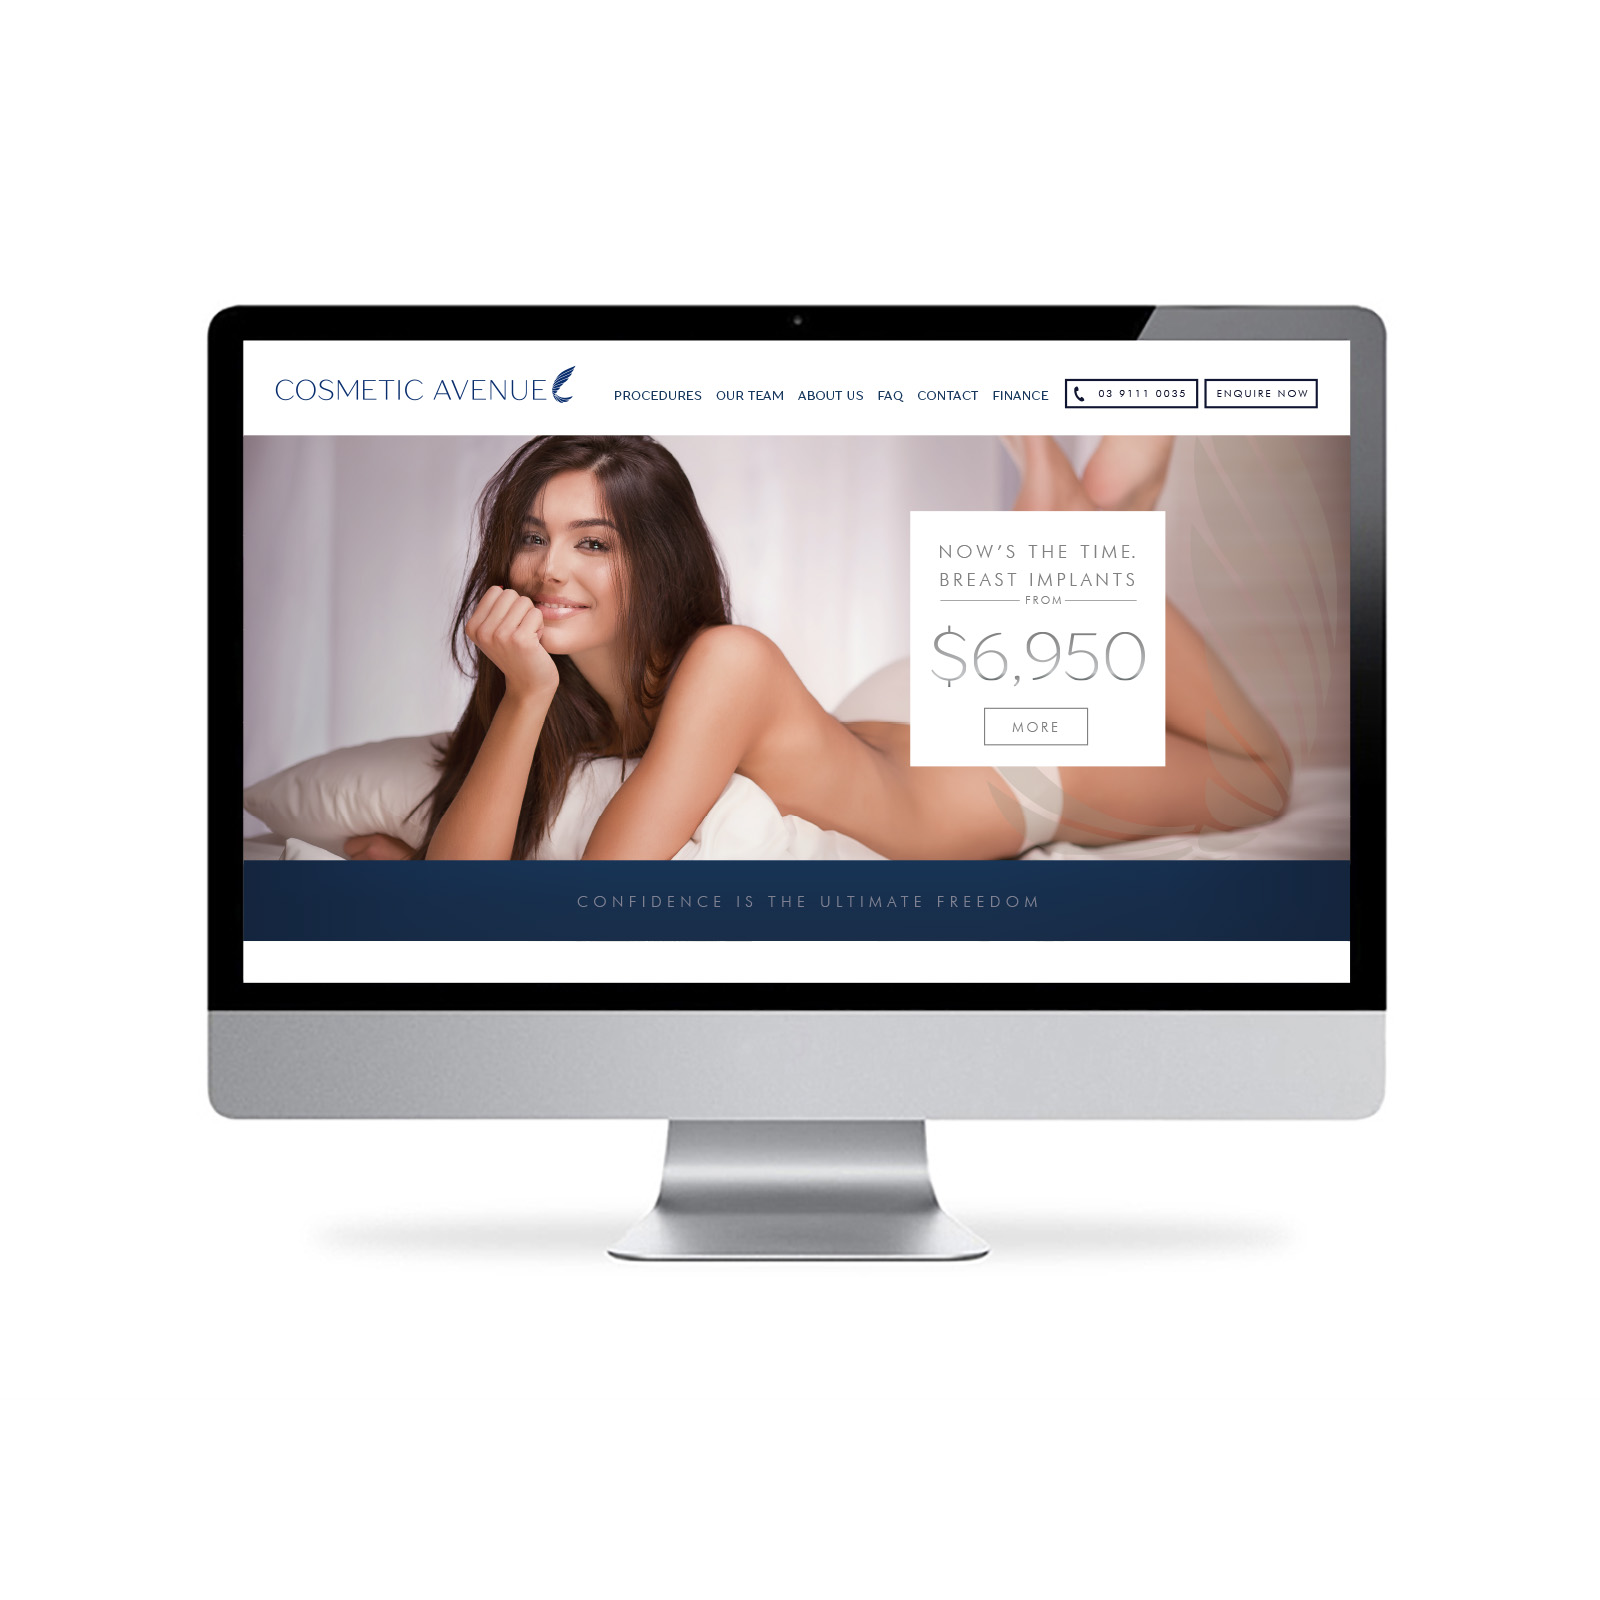 COSMETIC AVENUE
PROCEDURES OUR TEAM ABOUT US FAQ CONTACT FINANCE
03 9111 0035
ENQUIRE NOW
NOW'S THE TIME.
BREAST IMPLANTS
FROM
$6,950
MORE
CONFIDENCE IS THE ULTIMATE FREEDOM